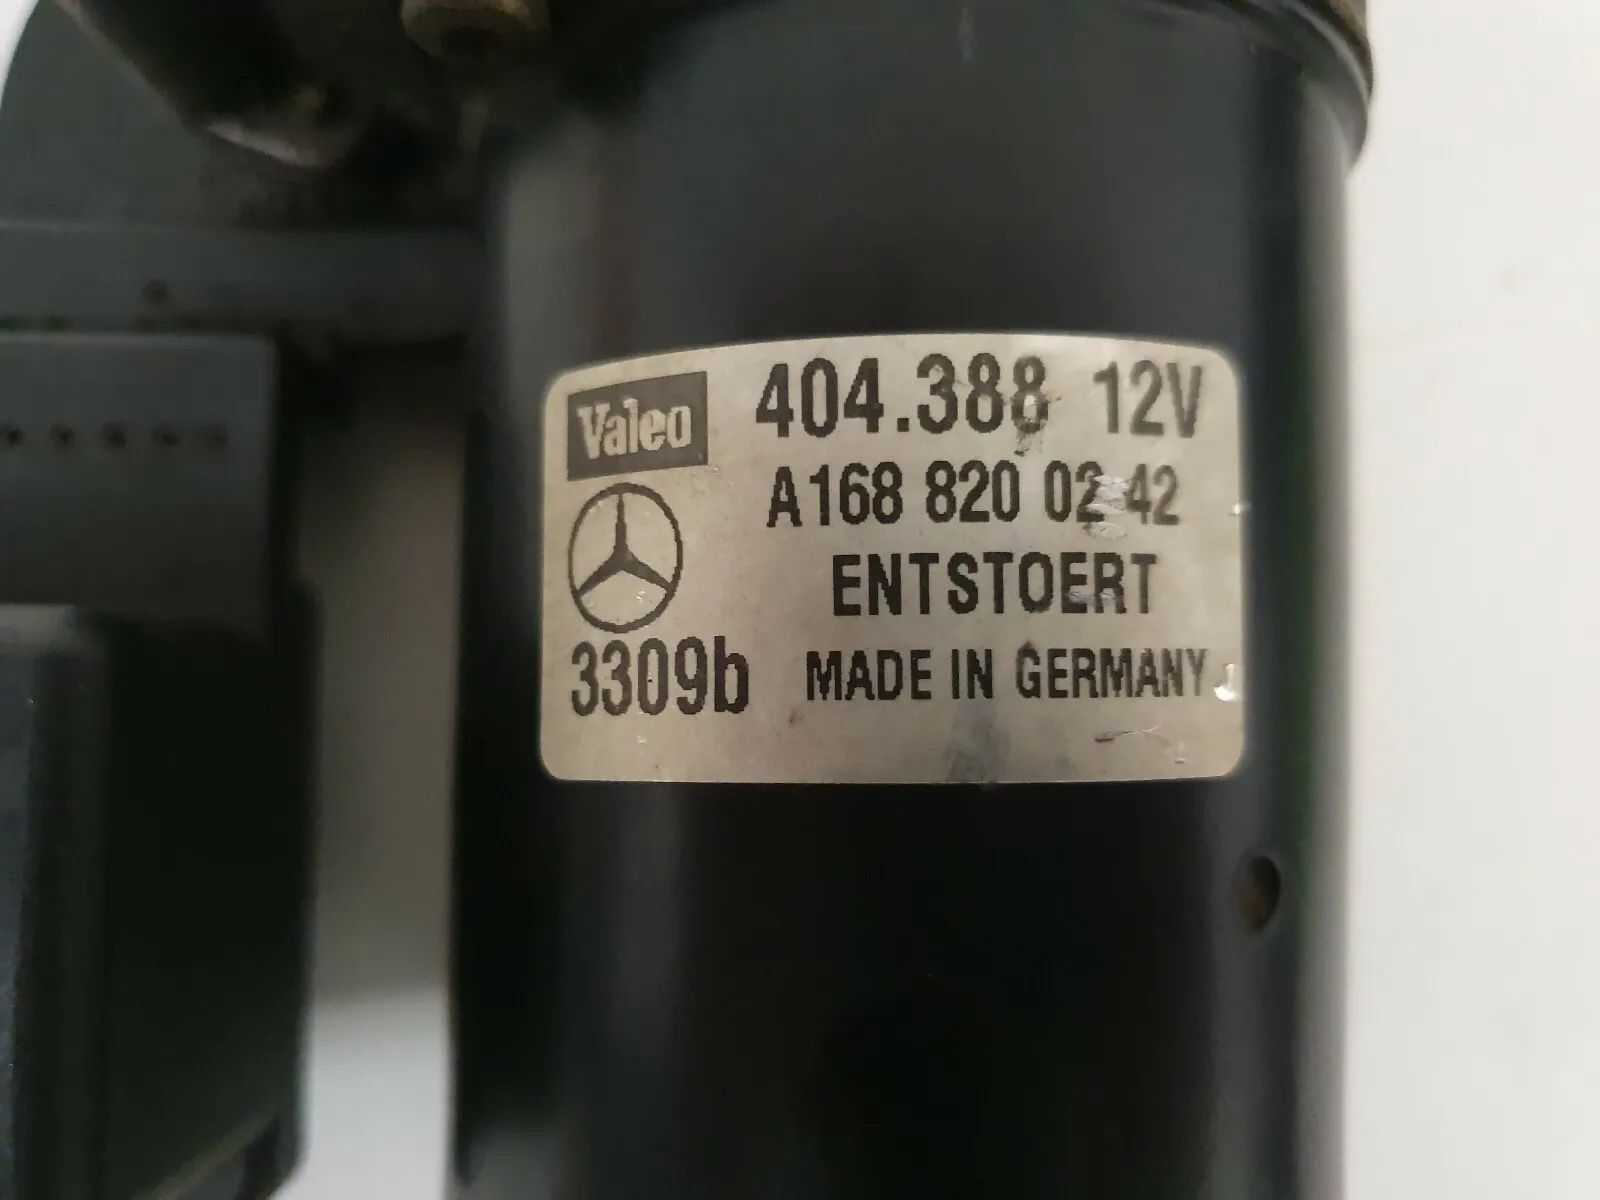 Valeo 404.388 12V
A168 820 02 42
ENTSTOERT
3309b MADE IN GERMANY